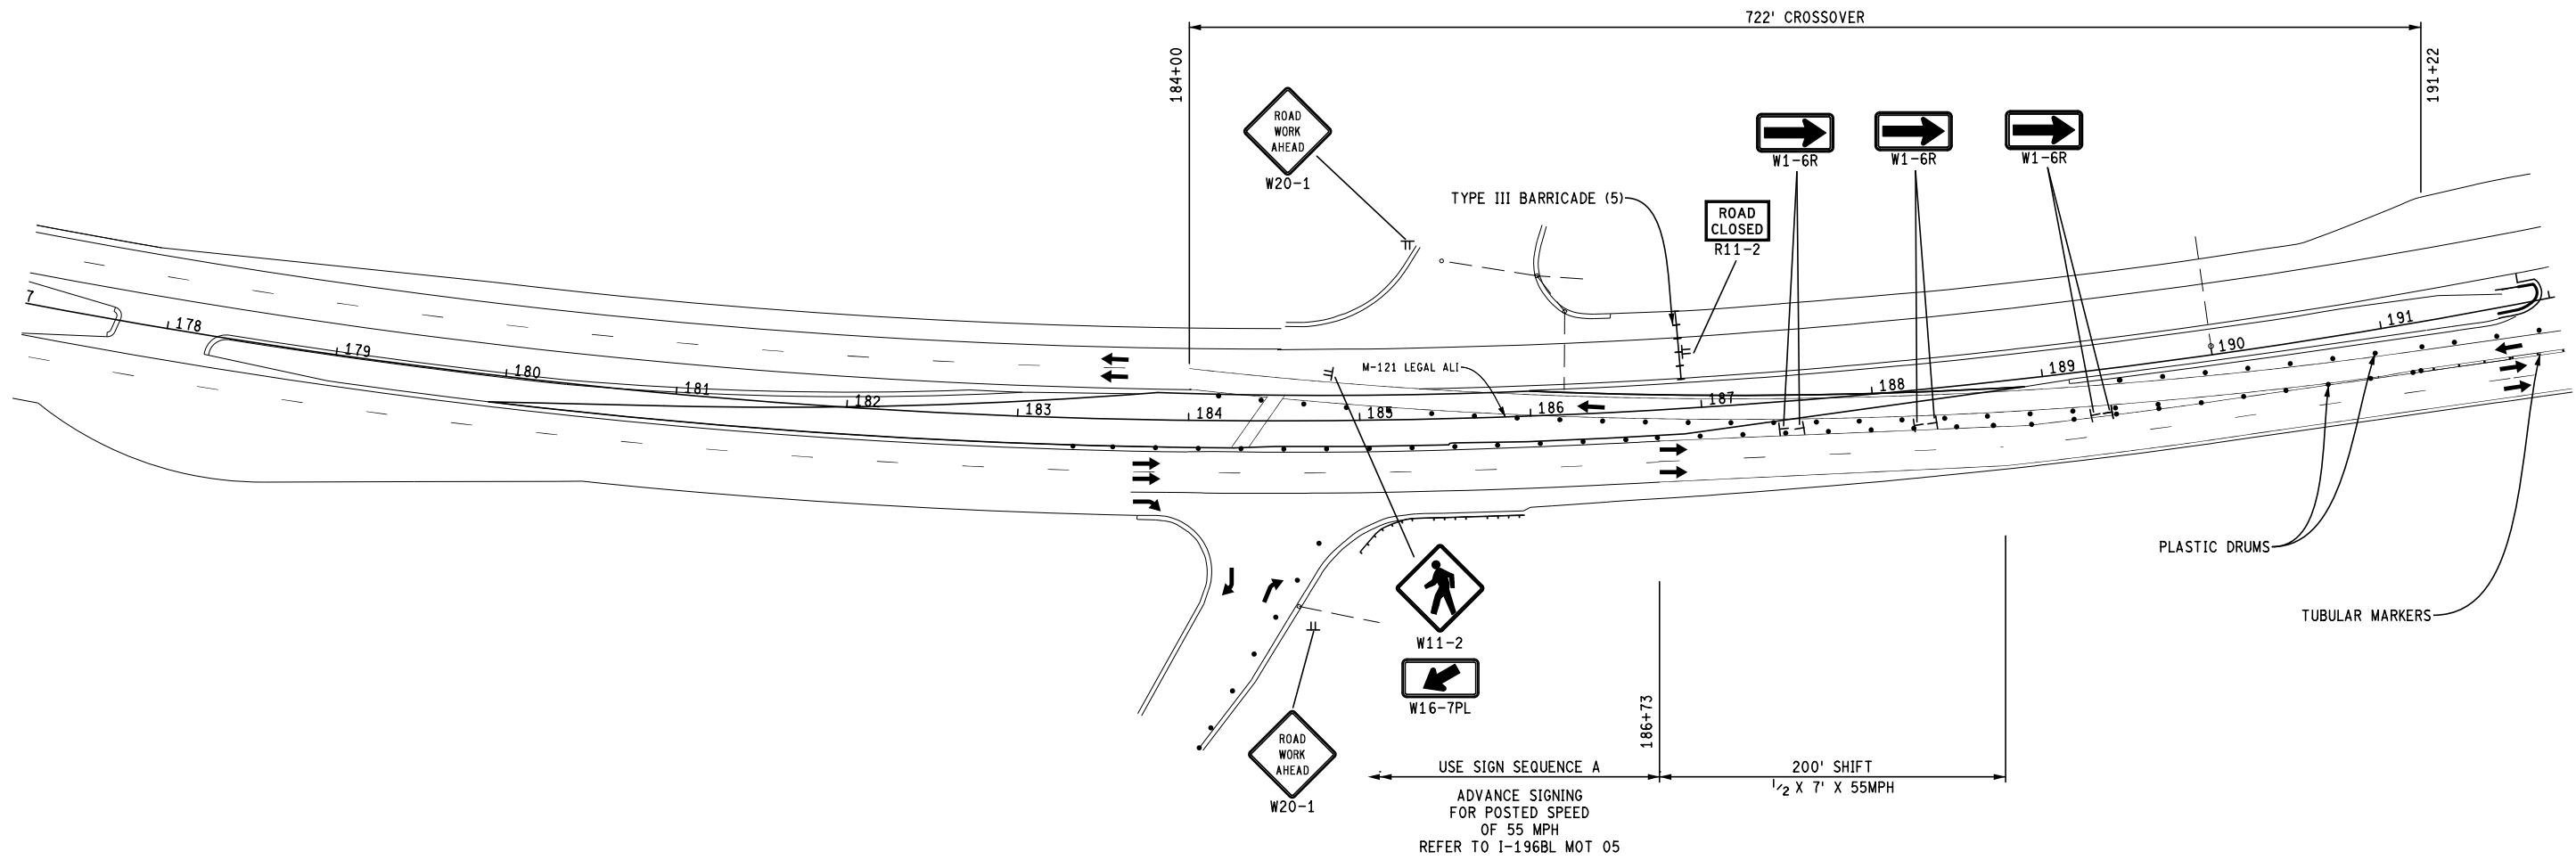 722' CROSSOVER
184+00
191+22
ROAD
WORK
AHEAD
W20-1
W1-6R
W1-6R
W1-6R
TYPE III BARRICADE (5)
ROAD
CLOSED
R11-2
M-121 LEGAL ALI
7
178
179
180
181
182
183
184
185
186
187
188
189
190
191
PLASTIC DRUMS
TUBULAR MARKERS
W11-2
W16-7PL
ROAD
WORK
AHEAD
W20-1
186+73
USE SIGN SEQUENCE A
ADVANCE SIGNING
FOR POSTED SPEED
OF 55 MPH
REFER TO I-196BL MOT 05
200' SHIFT
1/2 X 7' X 55MPH